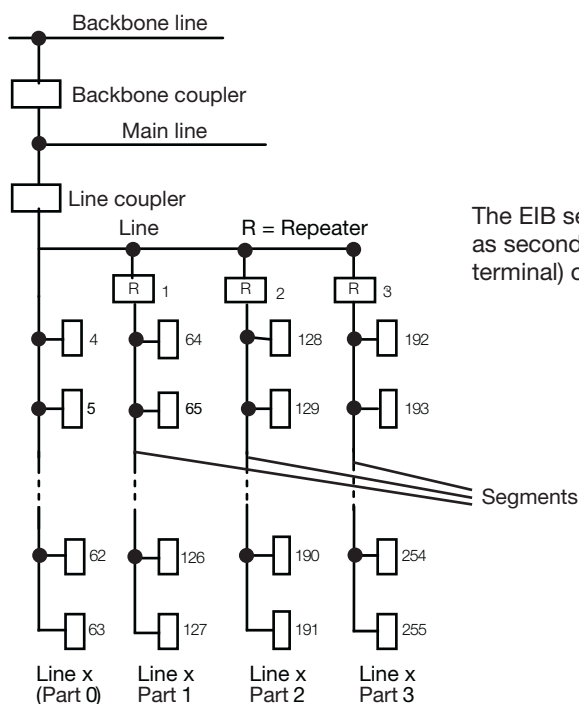 Backbone line
Backbone coupler
Main line
Line coupler
Line R = Repeater
The EIB se
as second
terminal) c
R 1 R 2 R 3
4 64 128 192
5 65 129 193
Segments
62 126 190 254
63 127 191 255
Line x Line x Line x Line x
(Part 0) Part 1 Part 2 Part 3